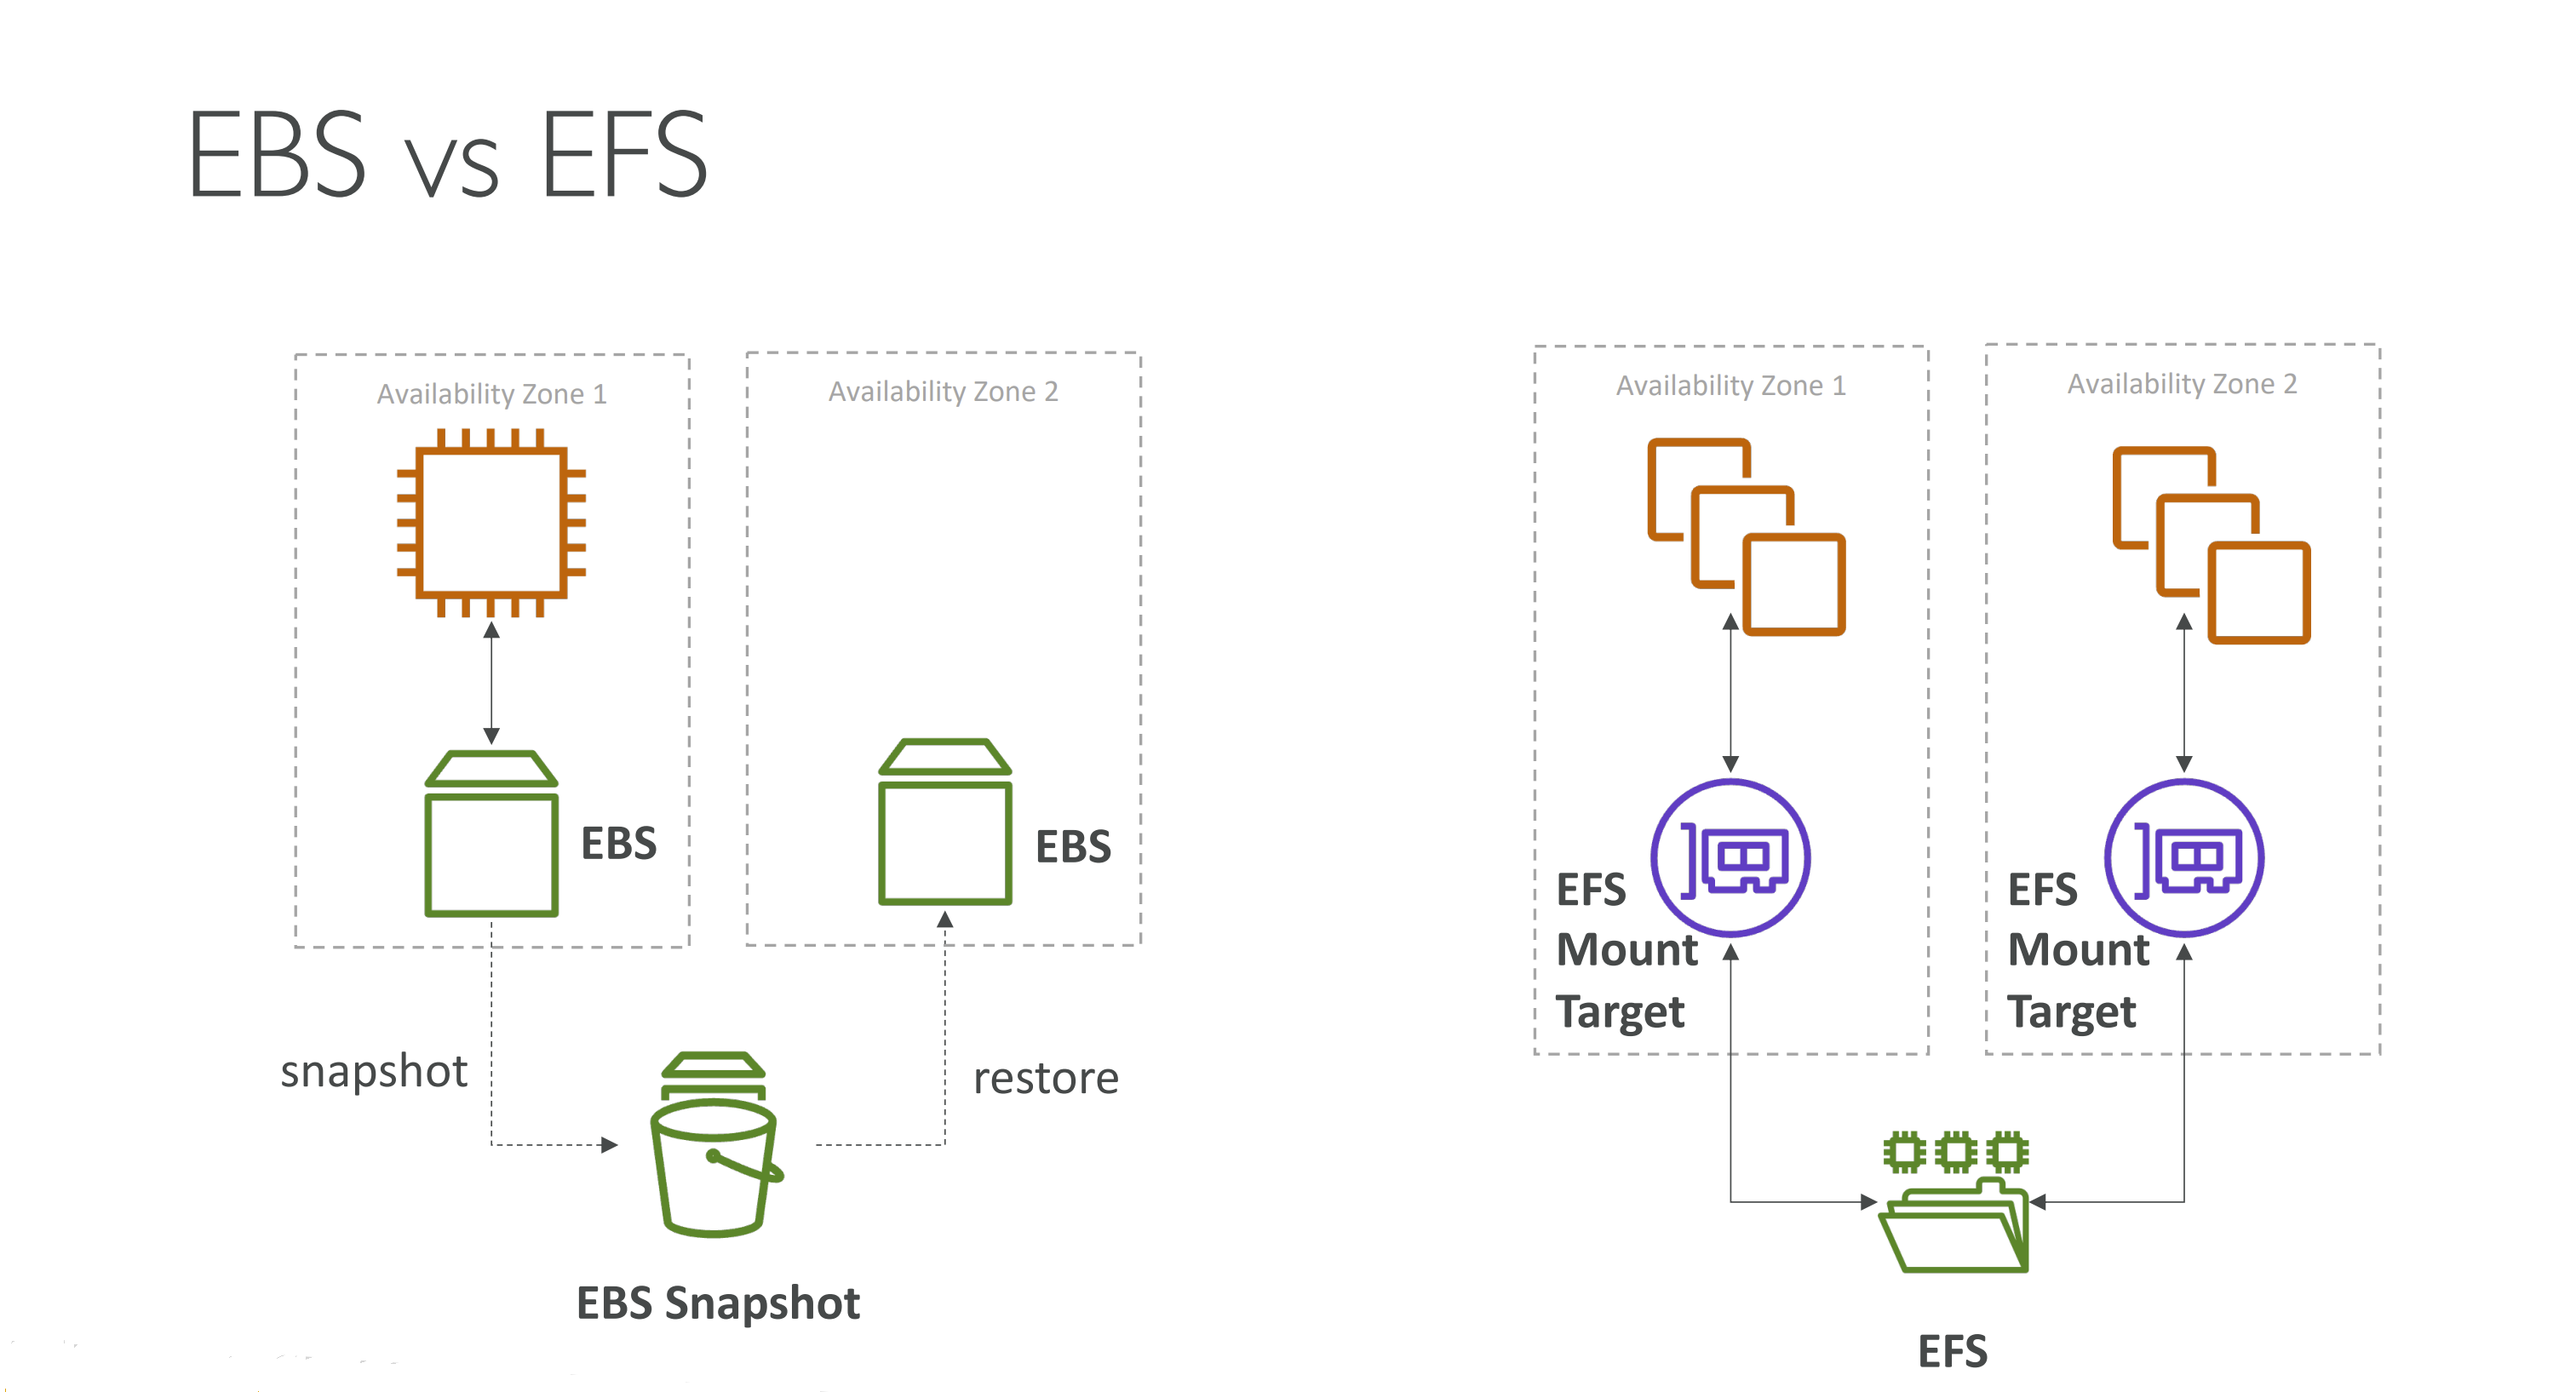 EBS vs EFS
Availability Zone 1
Availability Zone 2
EBS
EBS
snapshot
restore
EBS Snapshot
Availability Zone 1
Availability Zone 2
EFS
Mount
Target
EFS
Mount
Target
EFS